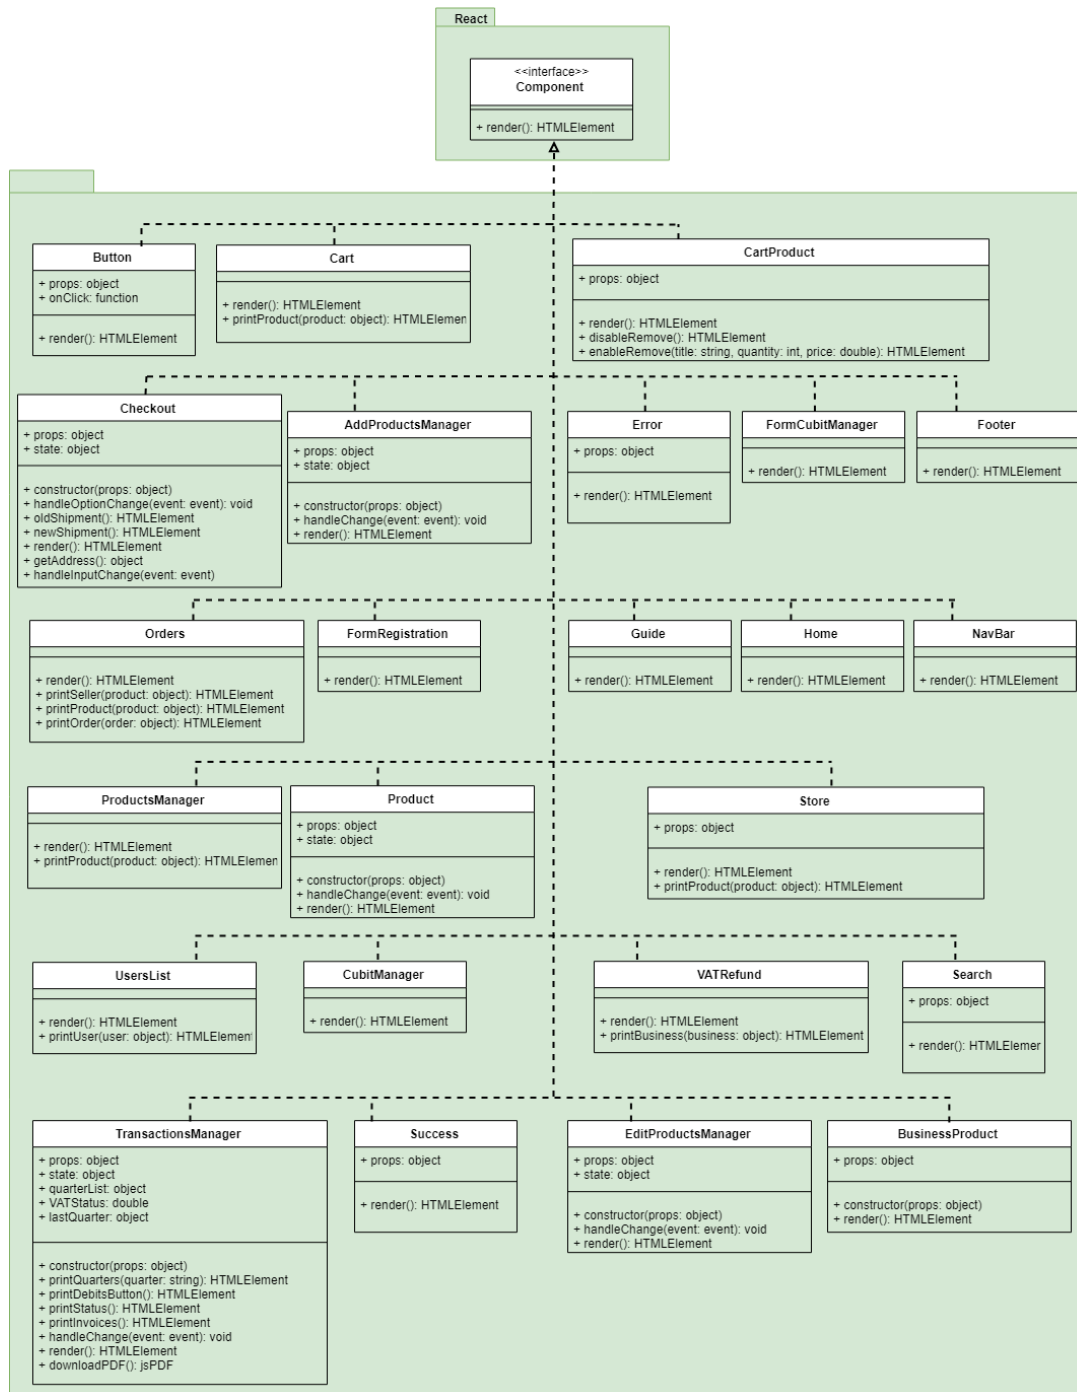 React
<<interface>>
Component
+ render(): HTMLElement
Button
+ props: object
+ onClick: function
+ render(): HTMLElement
Cart
+ render(): HTMLElement
+ printProduct(product: object): HTMLElemen
CartProduct
+ props: object
+ render(): HTMLElement
+ disableRemove(): HTMLElement
+ enableRemove(title: string, quantity: int, price: double): HTMLElement
Checkout
+ props: object
+ state: object
+ constructor(props: object)
+ handleOptionChange(event: event): void
+ oldShipment(): HTMLElement
+ newShipment(): HTMLElement
+ render(): HTMLElement
+ getAddress(): object
+ handleInputChange(event: event)
AddProductsManager
+ props: object
+ state: object
+ constructor(props: object)
+ handleChange(event: event): void
+ render(): HTMLElement
Error
+ props: object
+ render(): HTMLElement
FormCubitManager
+ render(): HTMLElement
Footer
+ render(): HTMLElement
Orders
+ render(): HTMLElement
+ printSeller(product: object): HTMLElement
+ printProduct(product: object): HTMLElement
+ printOrder(order: object): HTMLElement
FormRegistration
+ render(): HTMLElement
Guide
+ render(): HTMLElement
Home
+ render(): HTMLElement
NavBar
+ render(): HTMLElement
ProductsManager
+ render(): HTMLElement
+ printProduct(product: object): HTMLElemen
Product
+ props: object
+ state: object
+ constructor(props: object)
+ handleChange(event: event): void
+ render(): HTMLElement
Store
+ props: object
+ render(): HTMLElement
+ printProduct(product: object): HTMLElement
UsersList
+ render(): HTMLElement
+ printUser(user: object): HTMLElement
CubitManager
+ render(): HTMLElement
VATRefund
+ render(): HTMLElement
+ printBusiness(business: object): HTMLElement
Search
+ props: object
+ render(): HTMLElemer
TransactionsManager
+ props: object
+ state: object
+ quarterList: object
+ VATStatus: double
+ lastQuarter: object
+ constructor(props: object)
+ printQuarters(quarter: string): HTMLElement
+ printDebitsButton(): HTMLElement
+ printStatus(): HTMLElement
+ printInvoices(): HTMLElement
+ handleChange(event: event): void
+ render(): HTMLElement
+ downloadPDF(): jsPDF
Success
+ props: object
+ render(): HTMLElement
EditProductsManager
+ props: object
+ state: object
+ constructor(props: object)
+ handleChange(event: event): void
+ render(): HTMLElement
BusinessProduct
+ props: object
+ constructor(props: object)
+ render(): HTMLElement